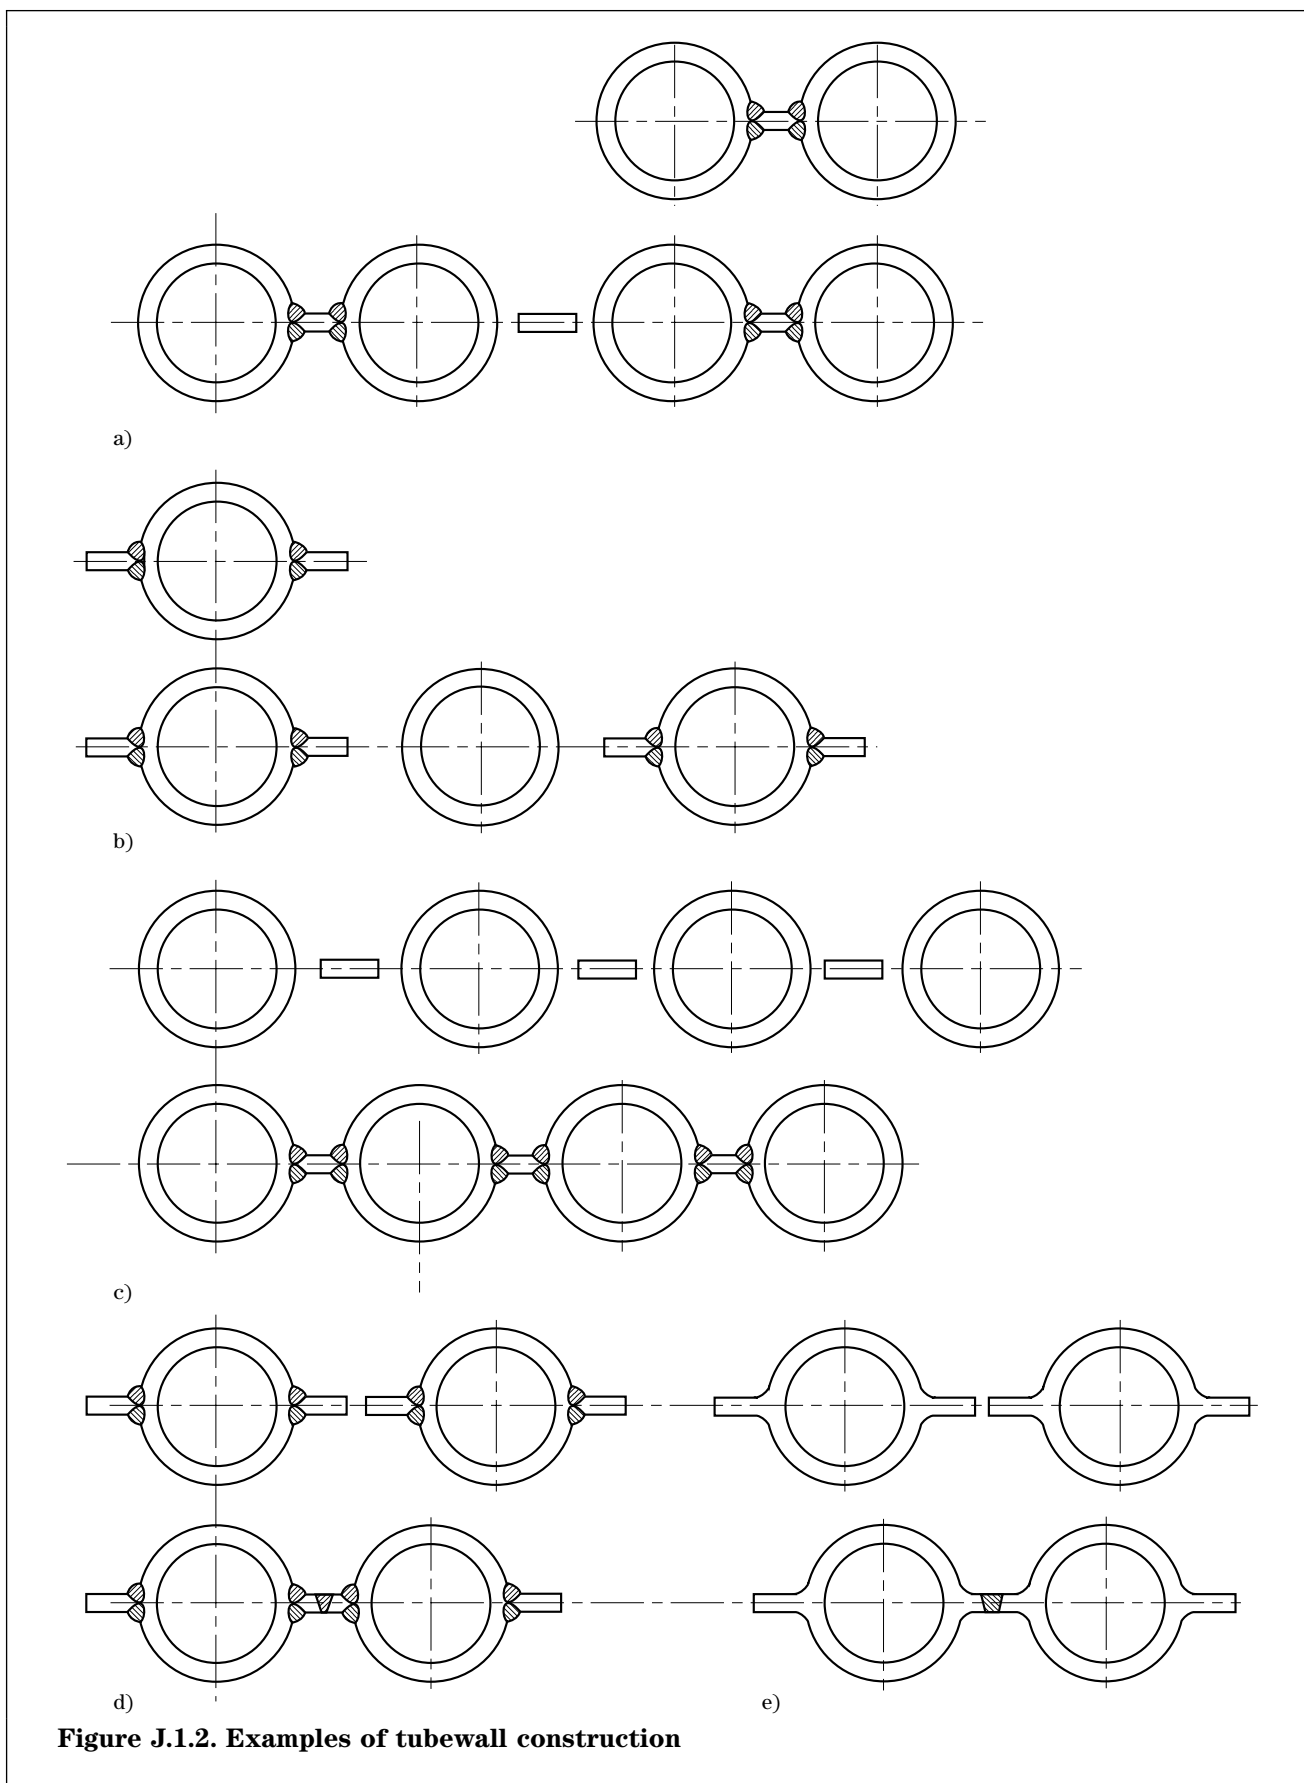 a)
b)
c)
d)
e)
Figure J.1.2. Examples of tubewall construction